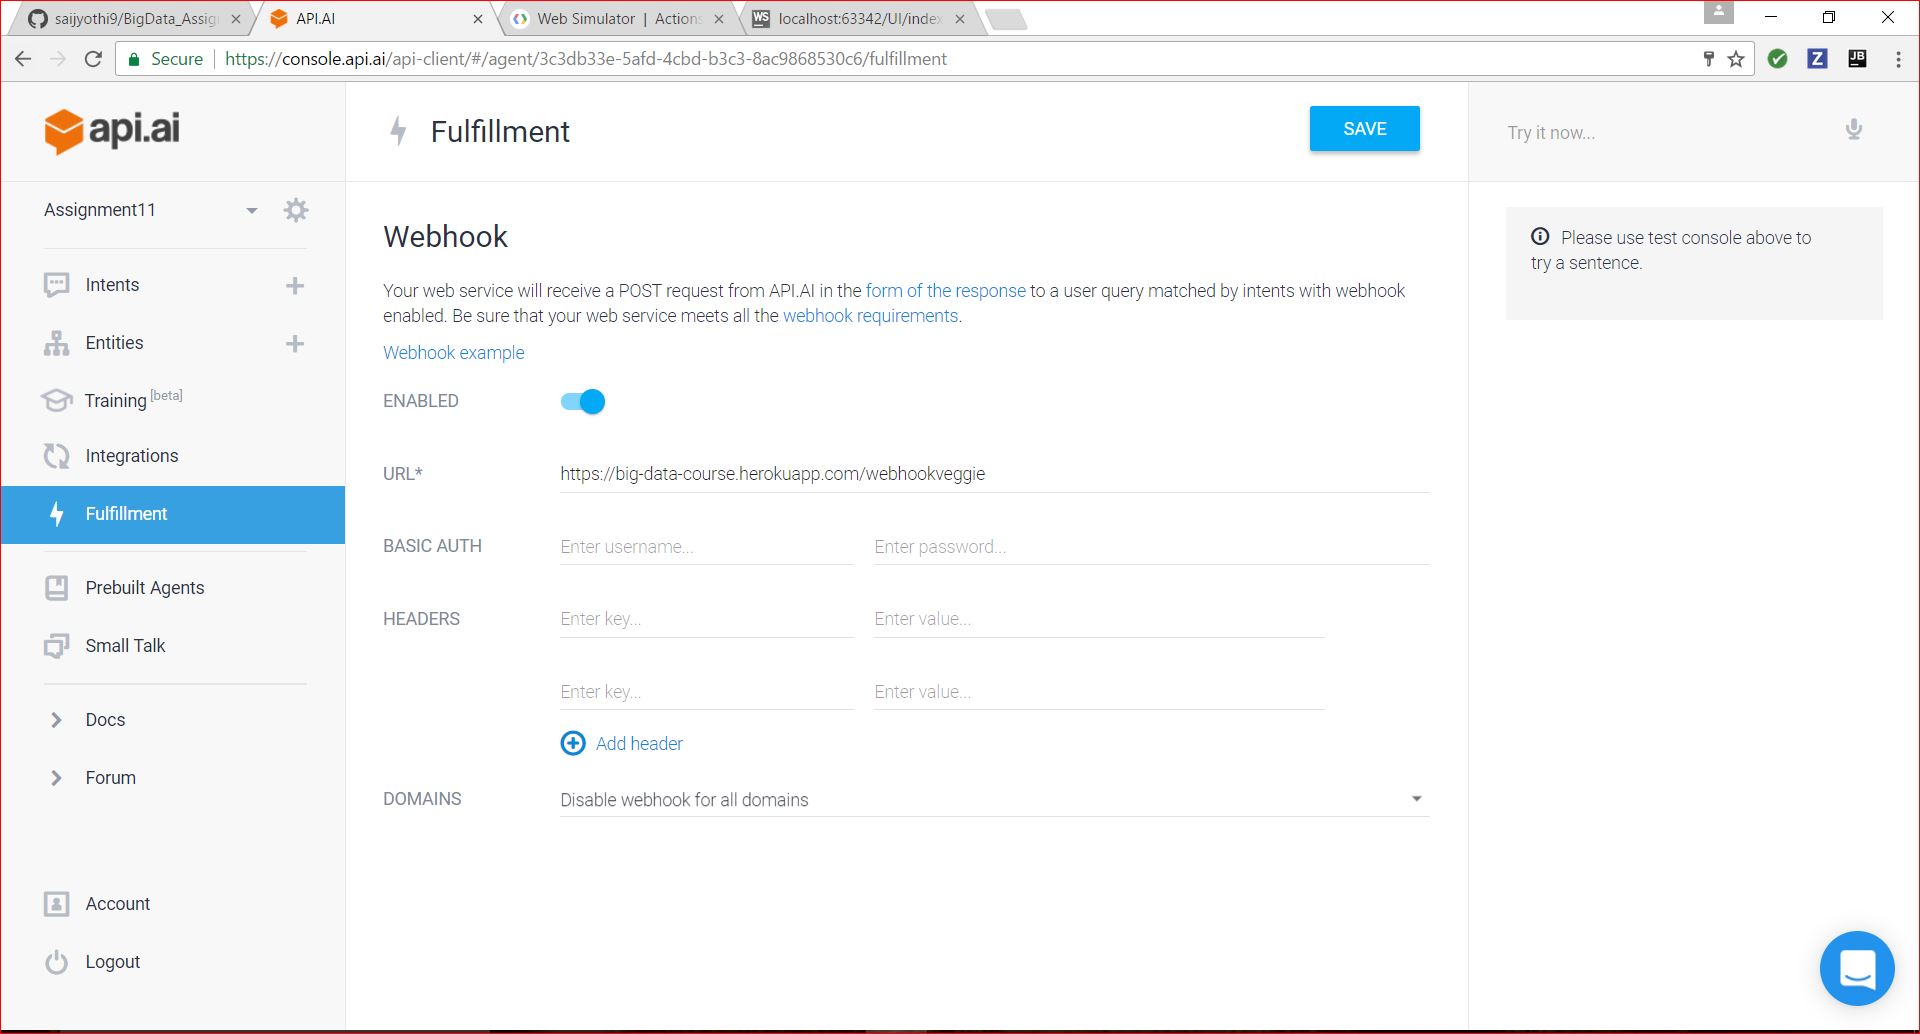 saijyothi9/BigData_Assig
API.AI
Web Simulator | Actions
WS
localhost:63342/UI/index
Secure
https://console.api.ai/api-client/#/agent/3c3db33e-5afd-4cbd-b3c3-8ac9868530c6/fulfillment
Z
JB
api.ai
Fulfillment
SAVE
Try it now...
Assignment11
Intents
Entities
Training [beta]
Integrations
Fulfillment
Prebuilt Agents
Small Talk
Docs
Forum
Account
Logout
Webhook
Your web service will receive a POST request from API.AI in the form of the response to a user query matched by intents with webhook
enabled. Be sure that your web service meets all the webhook requirements.
Webhook example
ENABLED
URL*
https://big-data-course.herokuapp.com/webhookveggie
BASIC AUTH
Enter username...
Enter password...
HEADERS
Enter key...
Enter value...
Enter key...
Enter value...
Add header
DOMAINS
Disable webhook for all domains
Please use test console above to
try a sentence.